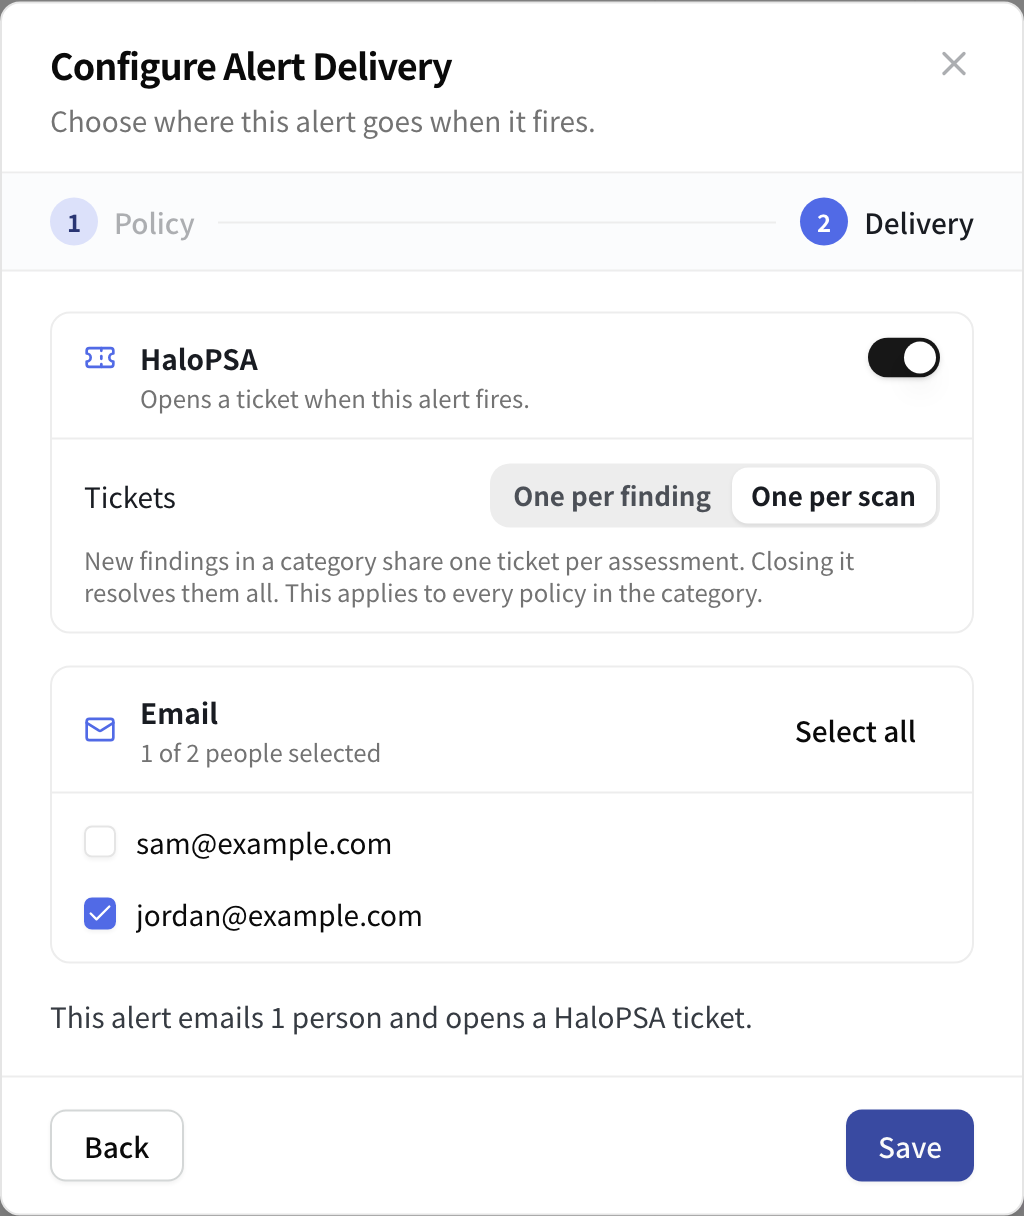 Configure Alert Delivery
Choose where this alert goes when it fires.
1 Policy
2 Delivery
HaloPSA
Opens a ticket when this alert fires.
Tickets
One per finding
One per scan
New findings in a category share one ticket per assessment. Closing it
resolves them all. This applies to every policy in the category.
Email
1 of 2 people selected
Select all
sam@example.com
jordan@example.com
This alert emails 1 person and opens a HaloPSA ticket.
Back
Save